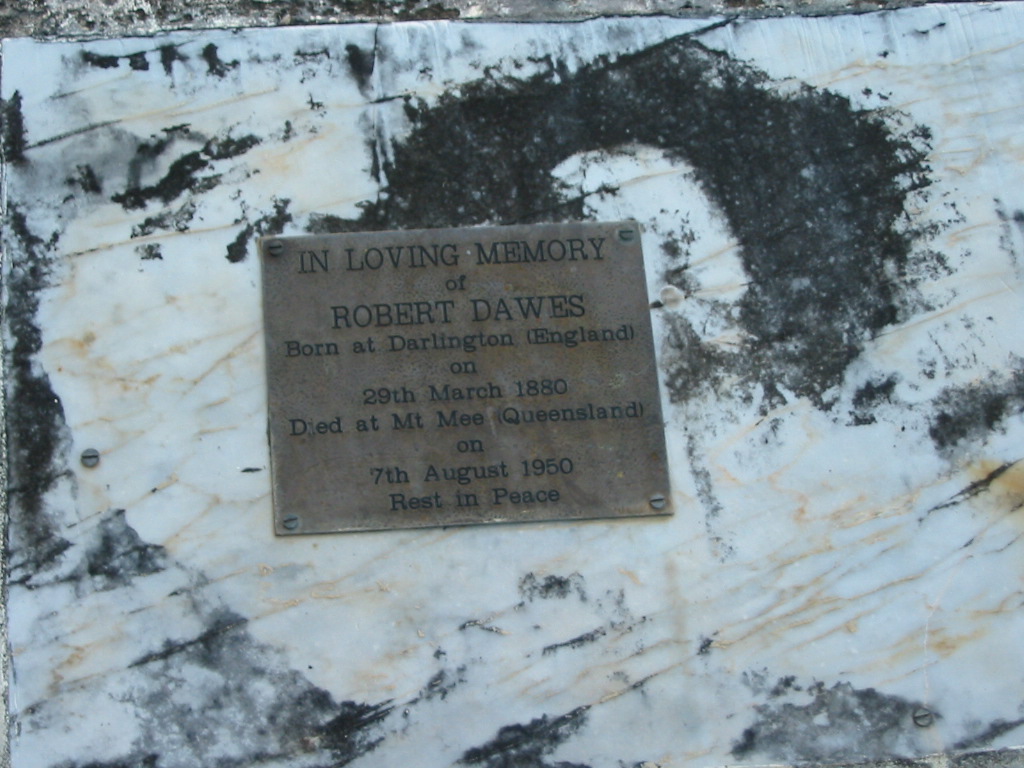 IN LOVING MEMORY
of
ROBERT DAWES
Born at Darlington (England)
on
29th March 1880
Died at Mt Mee (Queensland)
on
7th August 1950
Rest in Peace